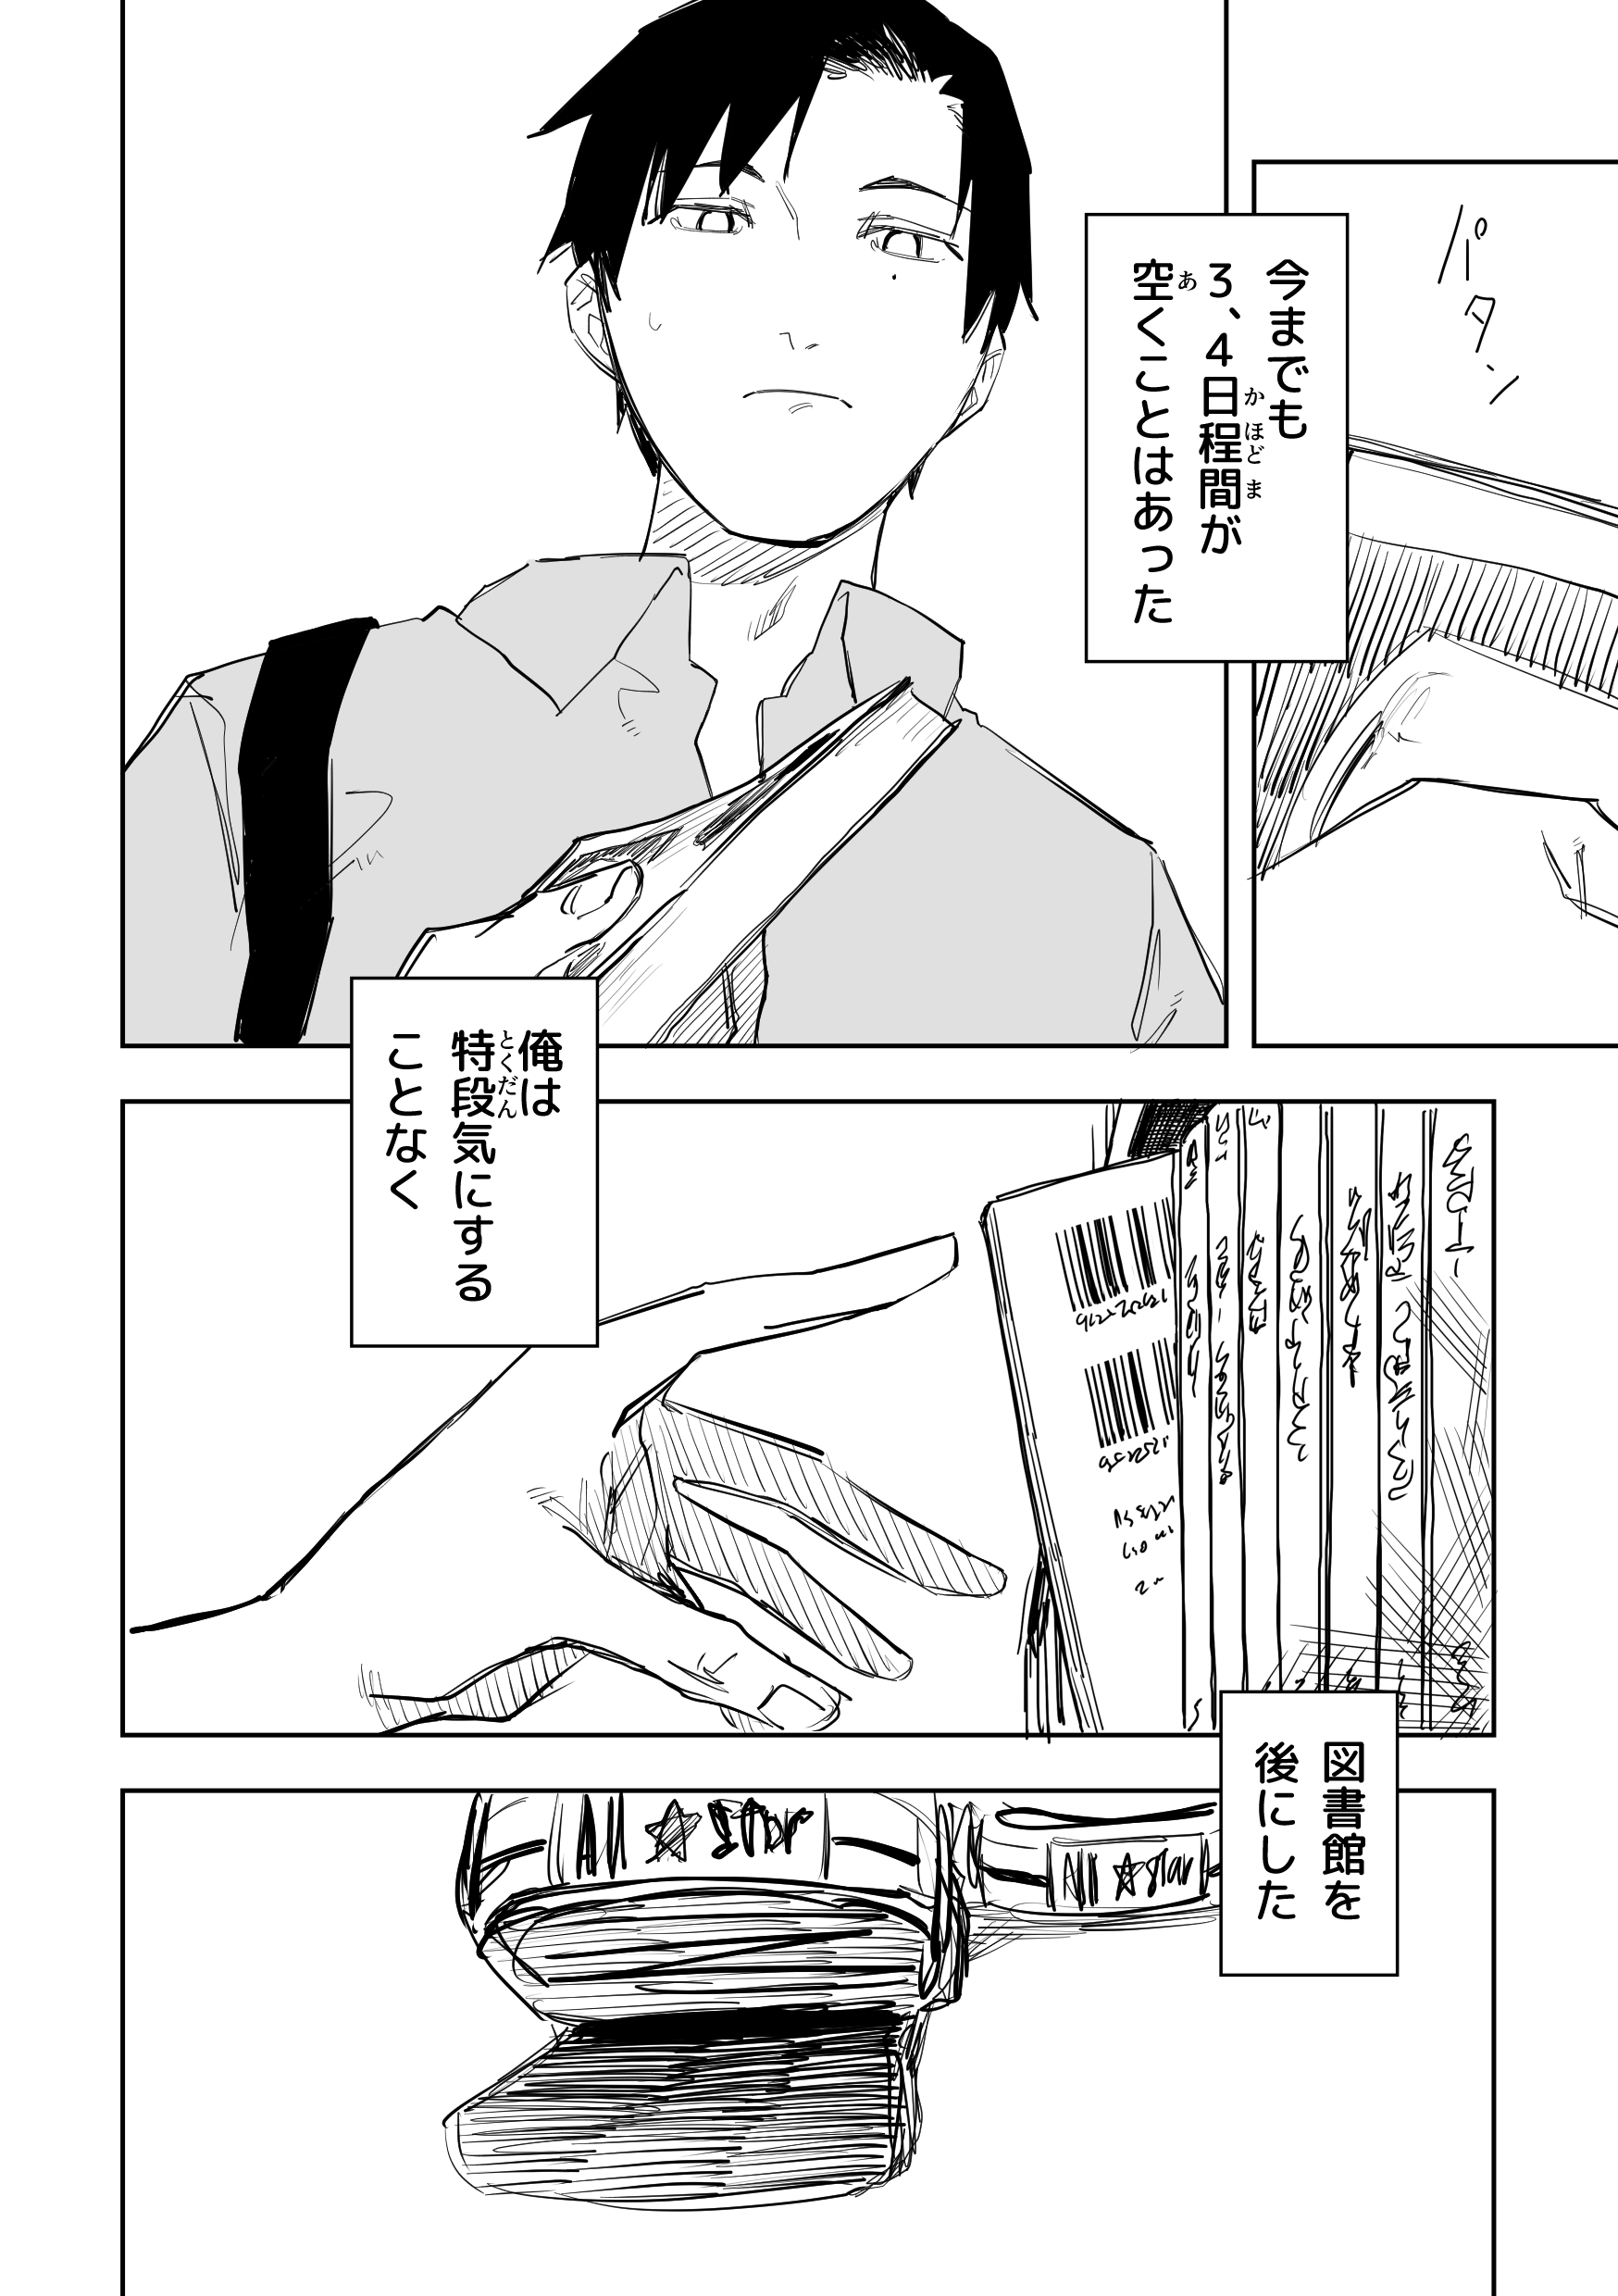 パタン
今までも
3、4日程間が
空くことはあった
俺は
特段気にする
ことなく
図書館を
後にした
All ☆ Star
All ☆ Star